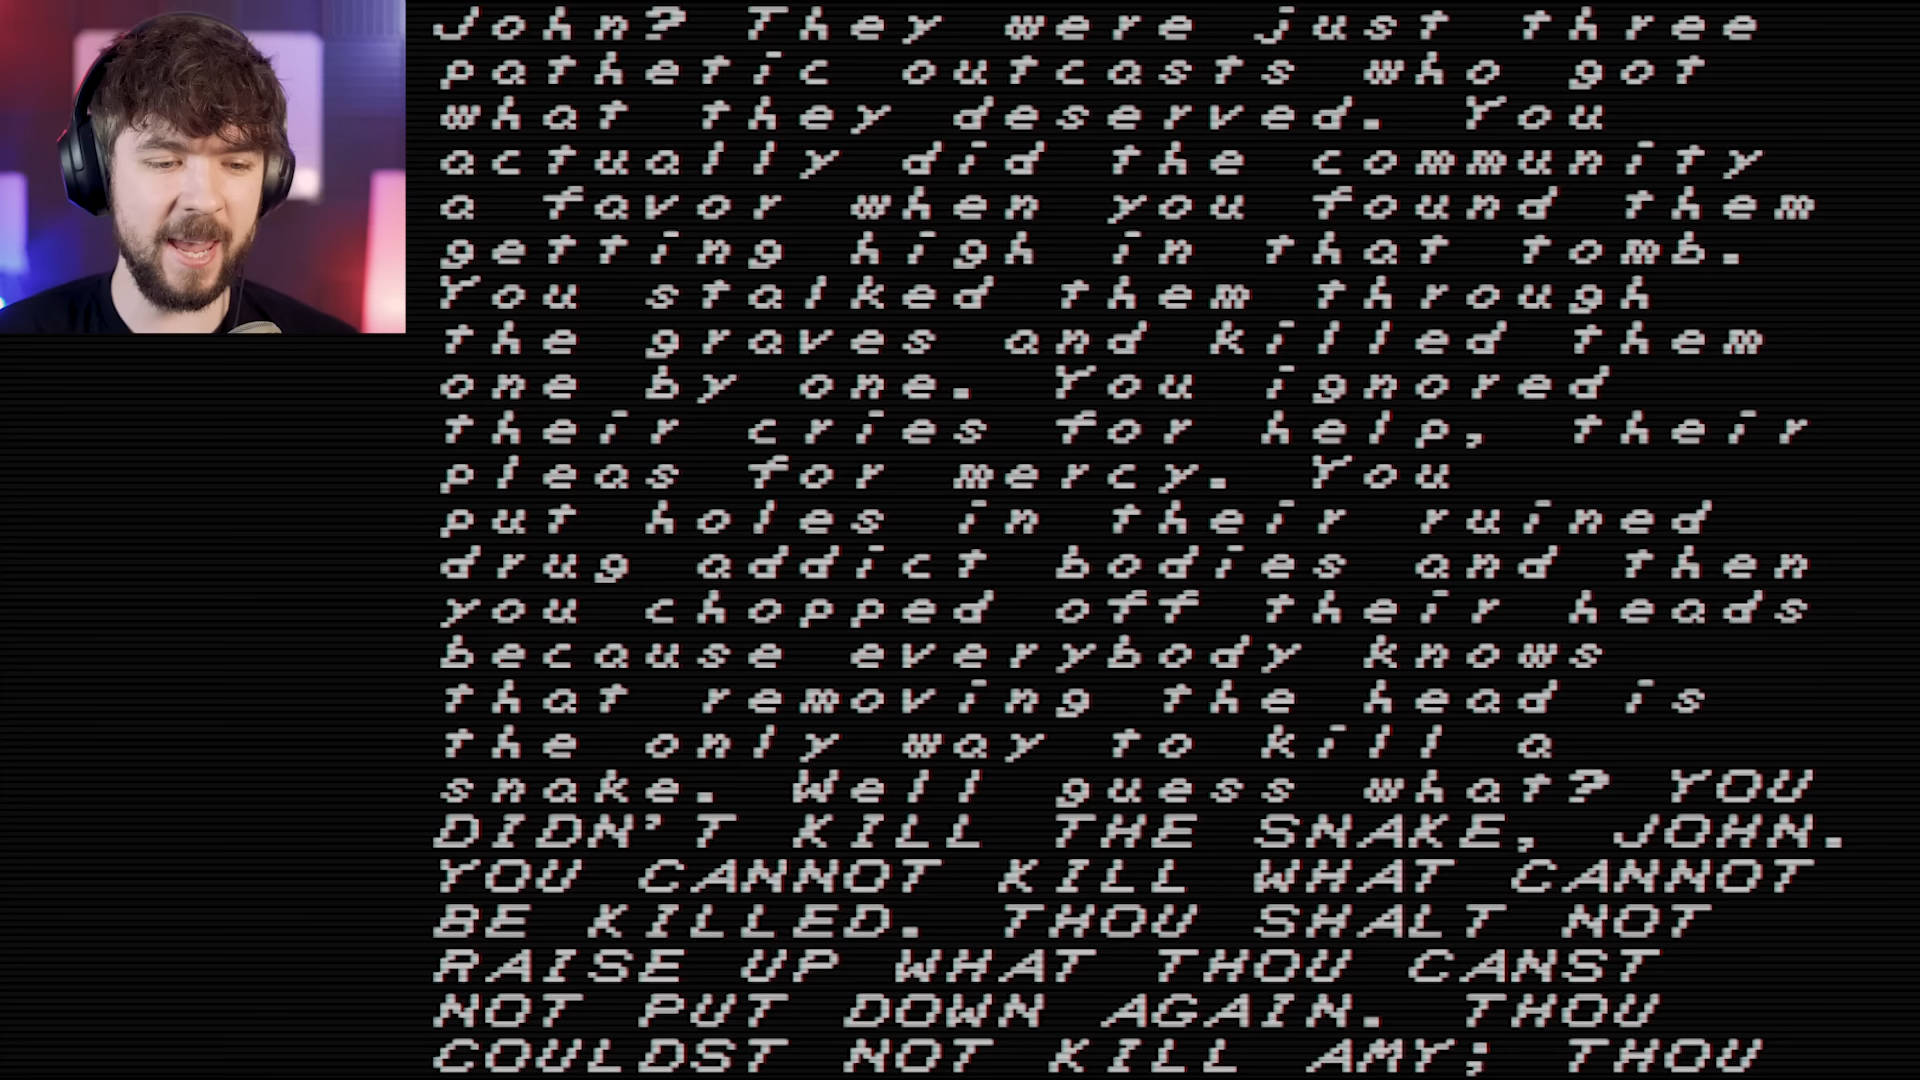 John? They were just three
pathetic outcasts who got
what they deserved. You
actually did the community
a favor when you found them
getting high in that tomb.
You stalked them through
the graves and killed them
one by one. You ignored
their cries for help, their
pleas for mercy. You
put holes in their ruined
drug addict bodies and then
you chopped off their heads
because everybody knows
that removing the head is
the only way to kill a
snake. Well guess what? YOU
DIDN'T KILL THE SNAKE, JOHN.
YOU CANNOT KILL WHAT CANNOT
BE KILLED. THOU SHALT NOT
RAISE UP WHAT THOU CANST
NOT PUT DOWN AGAIN. THOU
COULDST NOT KILL AMY; THOU